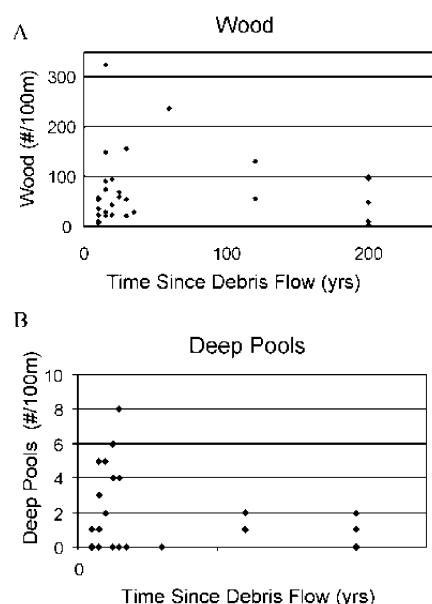 A
Wood
Wood (#/100m)
300
200
100
0
0 100 200
Time Since Debris Flow (yrs)
B
Deep Pools
Deep Pools (#/100m)
10
8
6
4
2
0
0
Time Since Debris Flow (yrs)